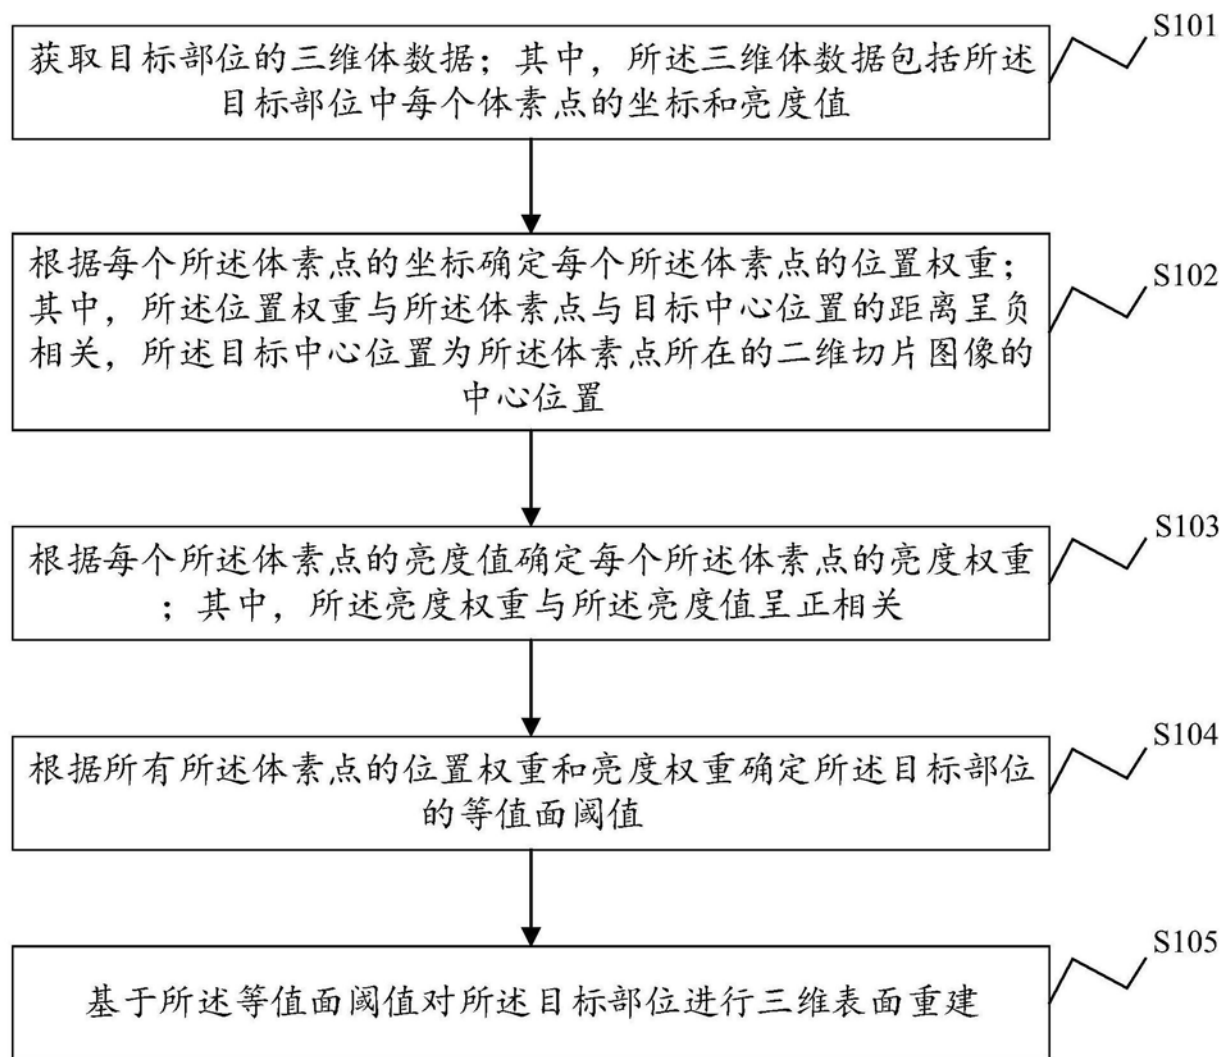 S101
获取目标部位的三维体数据；其中，所述三维体数据包括所述
目标部位中每个体素点的坐标和亮度值
S102
根据每个所述体素点的坐标确定每个所述体素点的位置权重；
其中，所述位置权重与所述体素点与目标中心位置的距离呈负
相关，所述目标中心位置为所述体素点所在的二维切片图像的
中心位置
S103
根据每个所述体素点的亮度值确定每个所述体素点的亮度权重
；其中，所述亮度权重与所述亮度值呈正相关
S104
根据所有所述体素点的位置权重和亮度权重确定所述目标部位
的等值面阈值
S105
基于所述等值面阈值对所述目标部位进行三维表面重建